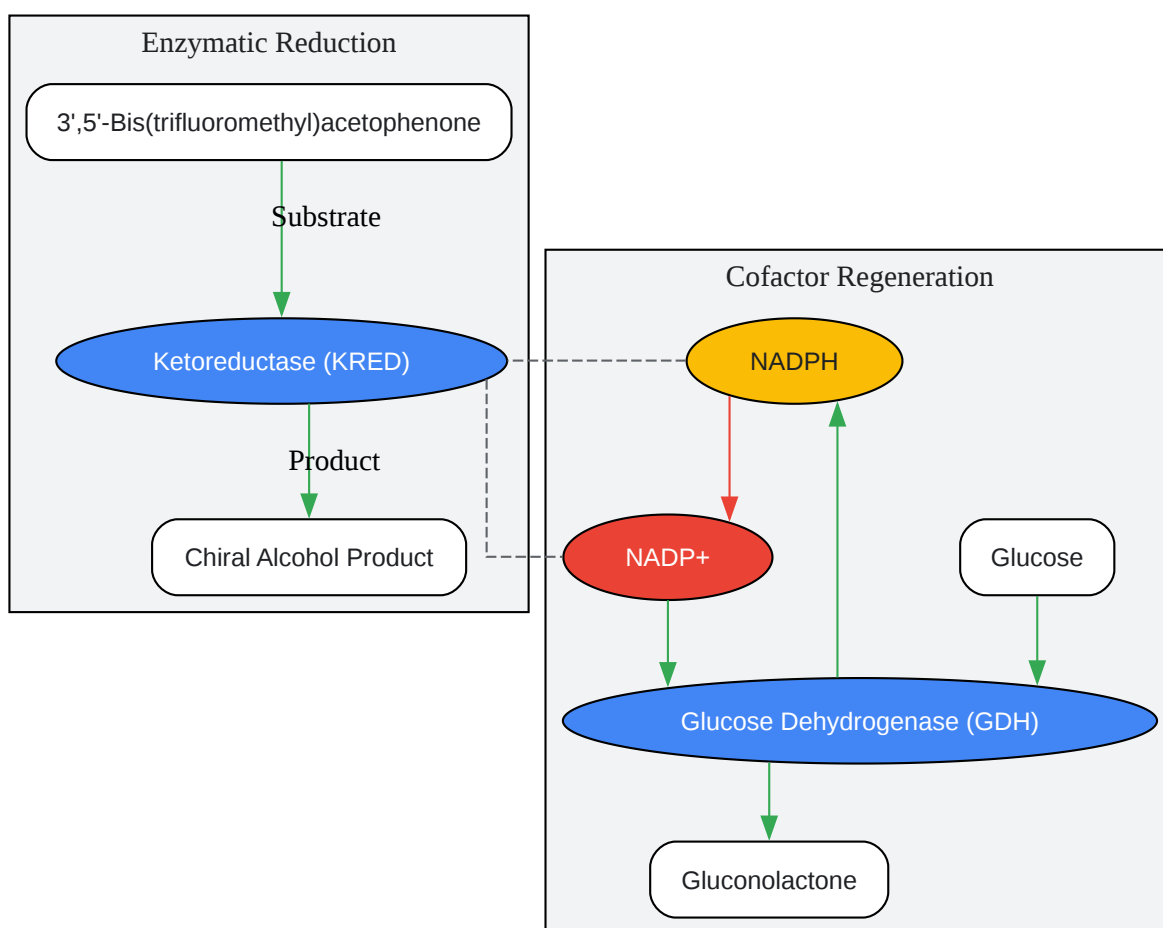 Enzymatic Reduction
3',5'-Bis(trifluoromethyl)acetophenone
Substrate
Ketoreductase (KRED)
Product
Chiral Alcohol Product
Cofactor Regeneration
NADPH
NADP+
Glucose
Glucose Dehydrogenase (GDH)
Gluconolactone